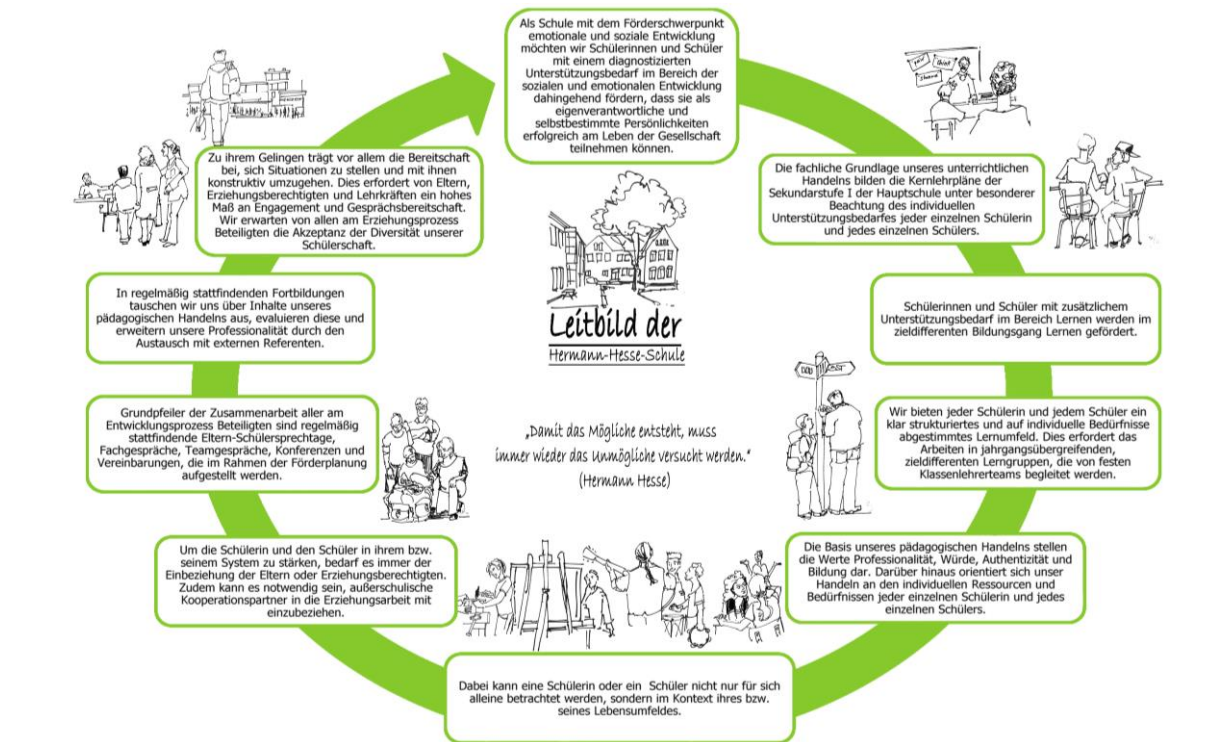 Als Schule mit dem Förderschwerpunkt
emotionale und soziale Entwicklung
möchten wir Schülerinnen und Schüler
mit einem diagnostizierten
Unterstützungsbedarf im Bereich der
sozialen und emotionalen Entwicklung
dahingehend fördern, dass sie als
eigenverantwortliche und
selbstbestimmte Persönlichkeiten
erfolgreich am Leben der Gesellschaft
teilnehmen können.
Die fachliche Grundlage unseres unterrichtlichen
Handelns bilden die Kernlehrpläne der
Sekundarstufe I der Hauptschule unter besonderer
Beachtung des individuellen
Unterstützungsbedarfes jeder einzelnen Schülerin
und jedes einzelnen Schülers.
Schülerinnen und Schüler mit zusätzlichem
Unterstützungsbedarf im Bereich Lernen werden im
zieldifferenten Bildungsgang Lernen gefördert.
Wir bieten jeder Schülerin und jedem Schüler ein
klar strukturiertes und auf individuelle Bedürfnisse
abgestimmtes Lernumfeld. Dies erfordert das
Arbeiten in jahrgangsübergreifenden,
zieldifferenten Lerngruppen, die von festen
Klassenlehrerteams begleitet werden.
Die Basis unseres pädagogischen Handelns stellen
die Werte Professionalität, Würde, Authentizität und
Bildung dar. Darüber hinaus orientiert sich unser
Handeln an den individuellen Ressourcen und
Bedürfnissen jeder einzelnen Schülerin und jedes
einzelnen Schülers.
Dabei kann eine Schülerin oder ein Schüler nicht nur für sich
alleine betrachtet werden, sondern im Kontext ihres bzw.
seines Lebensumfeldes.
Um die Schülerin und den Schüler in ihrem bzw.
seinem System zu stärken, bedarf es immer der
Einbeziehung der Eltern oder Erziehungsberechtigten.
Zudem kann es notwendig sein, außerschulische
Kooperationspartner in die Erziehungsarbeit mit
einzubeziehen.
Grundpfeiler der Zusammenarbeit aller am
Entwicklungsprozess Beteiligten sind regelmäßig
stattfindende Eltern-Schülersprechtage,
Fachgespräche, Teamgespräche, Konferenzen und
Vereinbarungen, die im Rahmen der Förderplanung
aufgestellt werden.
In regelmäßig stattfindenden Fortbildungen
tauschen wir uns über Inhalte unseres
pädagogischen Handelns aus, evaluieren diese und
erweitern unsere Professionalität durch den
Austausch mit externen Referenten.
Zu ihrem Gelingen trägt vor allem die Bereitschaft
bei, sich Situationen zu stellen und mit ihnen
konstruktiv umzugehen. Dies erfordert von Eltern,
Erziehungsberechtigten und Lehrkräften ein hohes
Maß an Engagement und Gesprächsbereitschaft.
Wir erwarten von allen am Erziehungsprozess
Beteiligten die Akzeptanz der Diversität unserer
Schülerschaft.
Leitbild der
Hermann-Hesse-Schule
„Damit das Mögliche entsteht, muss
immer wieder das Unmögliche versucht werden.“
(Hermann Hesse)
pair
think
share